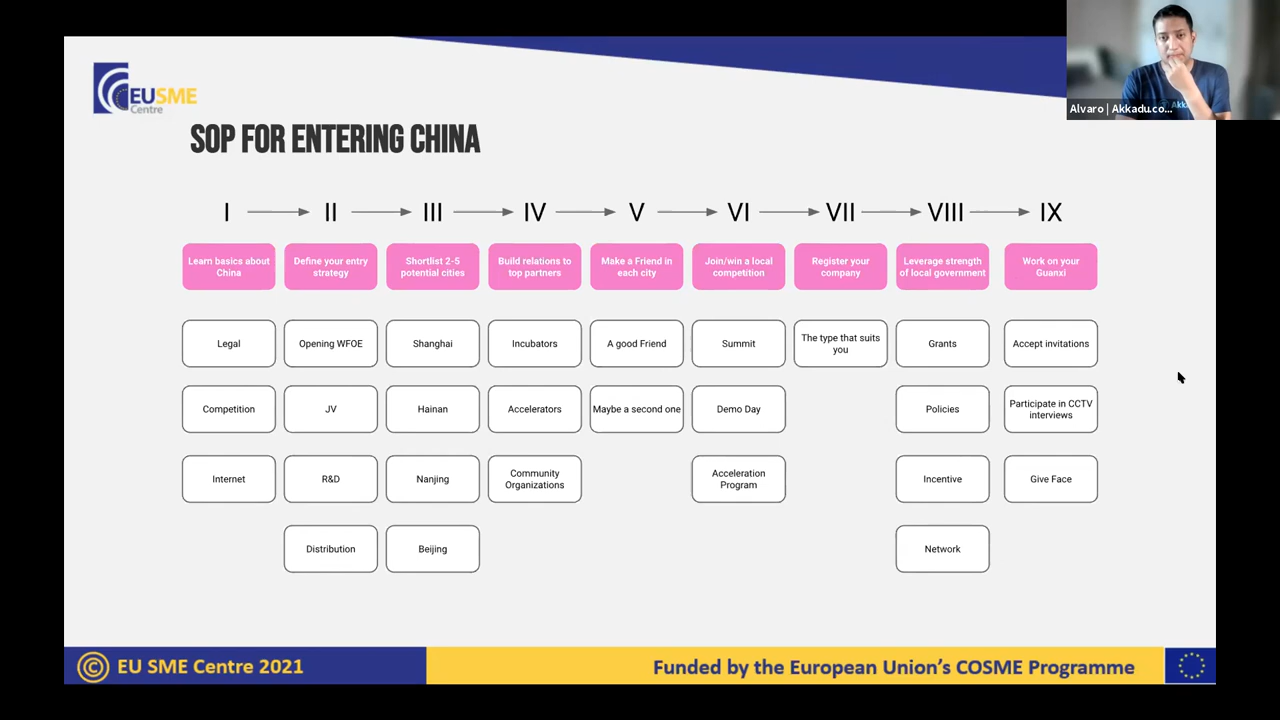 EUSME
Centre
Alvaro | Akkadu.co...
SOP FOR ENTERING CHINA
I II III IV V VI VII VIII IX
Learn basics about
China
Define your entry
strategy
Shortlist 2-5
potential cities
Build relations to
top partners
Make a Friend in
each city
Join/win a local
competition
Register your
company
Leverage strength
of local government
Work on your
Guanxi
Legal
Opening WFOE
Shanghai
Incubators
A good Friend
Summit
The type that suits
you
Grants
Accept invitations
Competition
JV
Hainan
Accelerators
Maybe a second one
Demo Day
Policies
Participate in CCTV
interviews
Internet
R&D
Nanjing
Community
Organizations
Acceleration
Program
Incentive
Give Face
Distribution
Beijing
Network
© EU SME Centre 2021
Funded by the European Union's COSME Programme